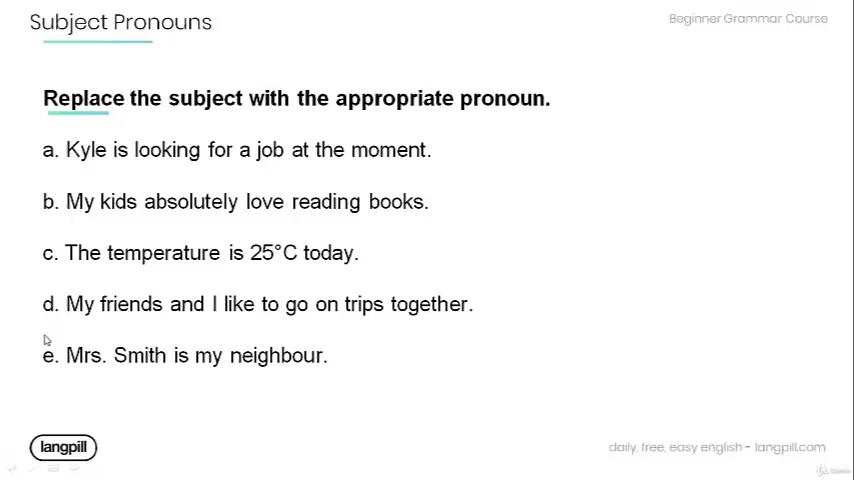 Subject Pronouns
Beginner Grammar Course
Replace the subject with the appropriate pronoun.
a. Kyle is looking for a job at the moment.
b. My kids absolutely love reading books.
c. The temperature is 25°C today.
d. My friends and I like to go on trips together.
e. Mrs. Smith is my neighbour.
langpill
daily, free, easy english - langpill.com